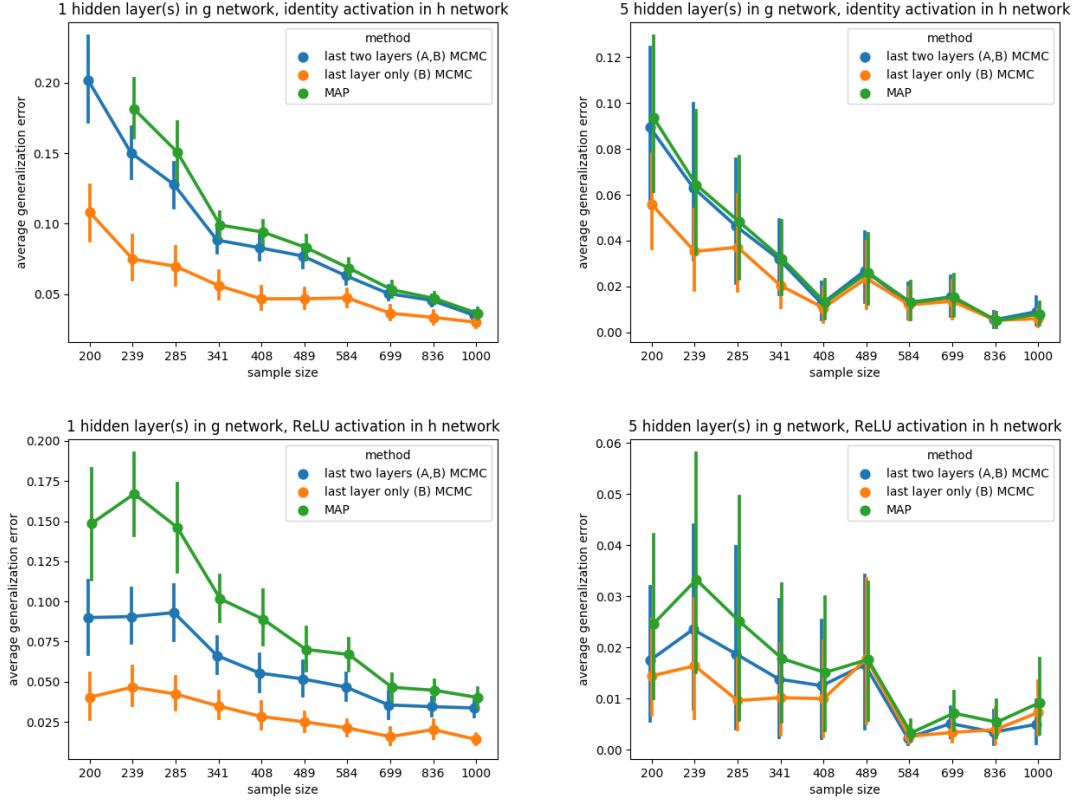 1 hidden layer(s) in g network, identity activation in h network
average generalization error
0.20
0.15
0.10
0.05
method
last two layers (A,B) MCMC
last layer only (B) MCMC
MAP
200 239 285 341 408 489 584 699 836 1000
sample size
5 hidden layer(s) in g network, identity activation in h network
average generalization error
0.12
0.10
0.08
0.06
0.04
0.02
0.00
method
last two layers (A,B) MCMC
last layer only (B) MCMC
MAP
200 239 285 341 408 489 584 699 836 1000
sample size
1 hidden layer(s) in g network, ReLU activation in h network
average generalization error
0.200
0.175
0.150
0.125
0.100
0.075
0.050
0.025
method
last two layers (A,B) MCMC
last layer only (B) MCMC
MAP
200 239 285 341 408 489 584 699 836 1000
sample size
5 hidden layer(s) in g network, ReLU activation in h network
average generalization error
0.06
0.05
0.04
0.03
0.02
0.01
0.00
method
last two layers (A,B) MCMC
last layer only (B) MCMC
MAP
200 239 285 341 408 489 584 699 836 1000
sample size